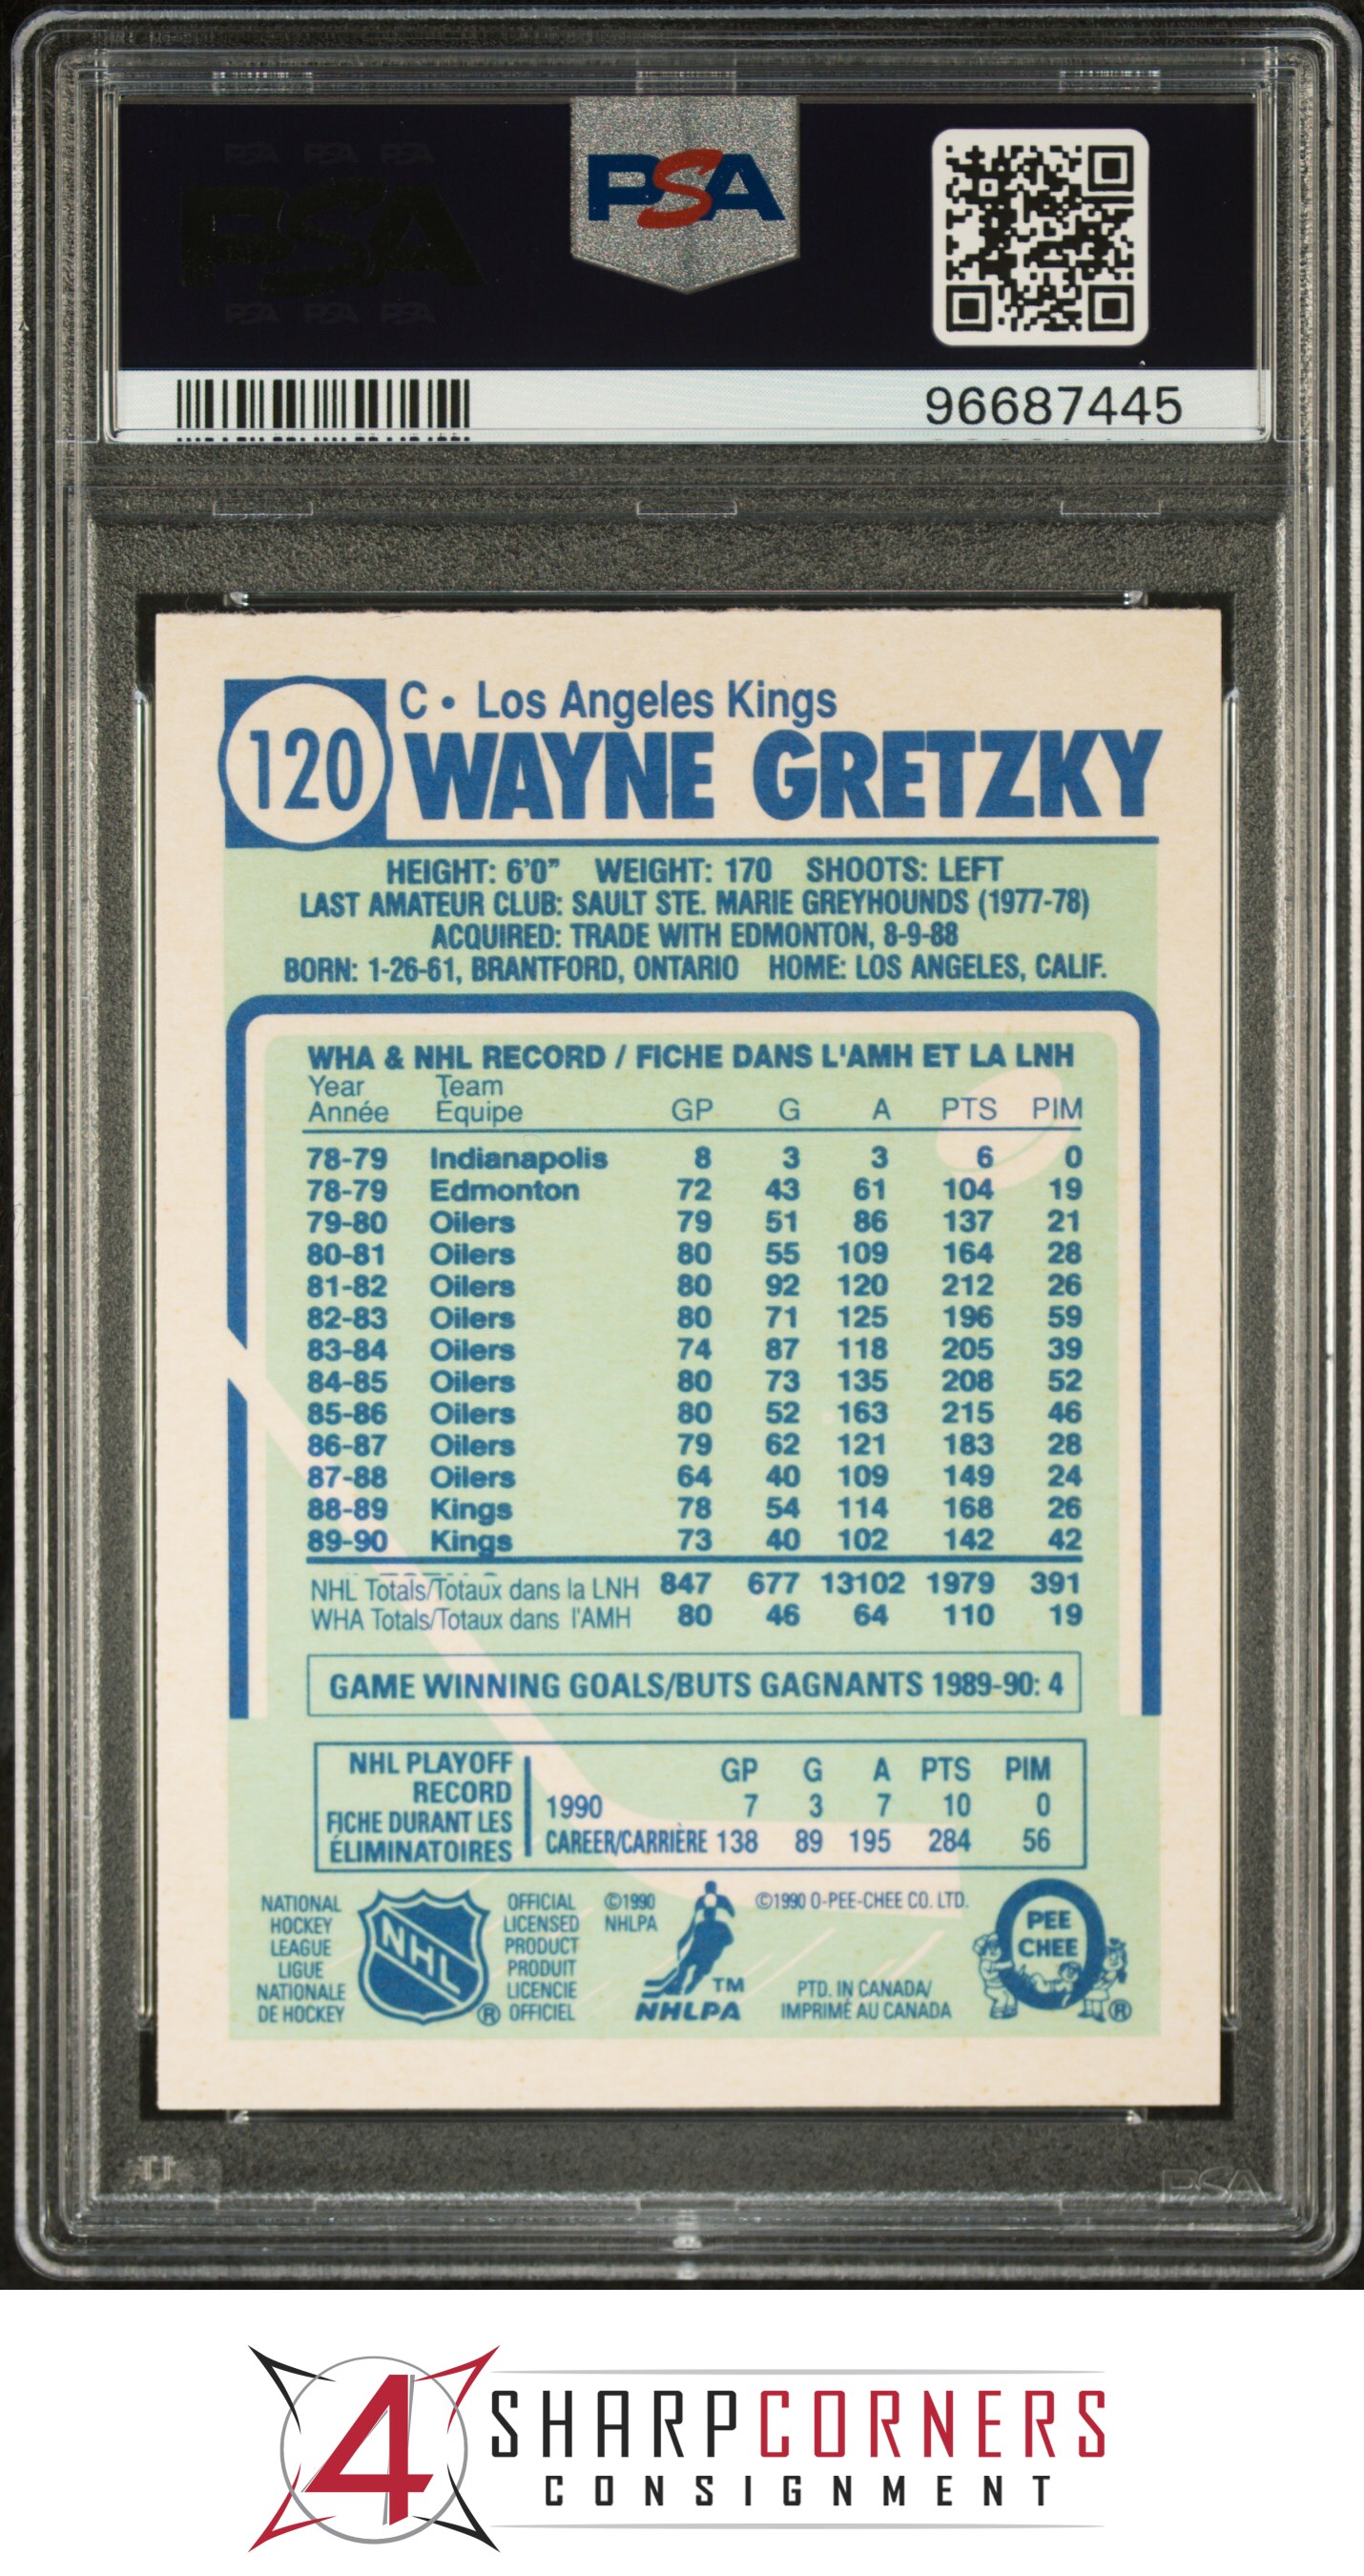 PSA PSA PSA
PSA
PSA
PSA PSA PSA
96687445
120
C • Los Angeles Kings
WAYNE GRETZKY
HEIGHT: 6'0" WEIGHT: 170 SHOOTS: LEFT
LAST AMATEUR CLUB: SAULT STE. MARIE GREYHOUNDS (1977-78)
ACQUIRED: TRADE WITH EDMONTON, 8-9-88
BORN: 1-26-61, BRANTFORD, ONTARIO HOME: LOS ANGELES, CALIF.
WHA & NHL RECORD / FICHE DANS L'AMH ET LA LNH
Year Team
Année Équipe GP G A PTS PIM
78-79 Indianapolis 8 3 3 6 0
78-79 Edmonton 72 43 61 104 19
79-80 Oilers 79 51 86 137 21
80-81 Oilers 80 55 109 164 28
81-82 Oilers 80 92 120 212 26
82-83 Oilers 80 71 125 196 59
83-84 Oilers 74 87 118 205 39
84-85 Oilers 80 73 135 208 52
85-86 Oilers 80 52 163 215 46
86-87 Oilers 79 62 121 183 28
87-88 Oilers 64 40 109 149 24
88-89 Kings 78 54 114 168 26
89-90 Kings 73 40 102 142 42
NHL Totals/Totaux dans la LNH 847 677 13102 1979 391
WHA Totals/Totaux dans l'AMH 80 46 64 110 19
GAME WINNING GOALS/BUTS GAGNANTS 1989-90: 4
NHL PLAYOFF
RECORD
FICHE DURANT LES
ÉLIMINATOIRES
GP G A PTS PIM
1990 7 3 7 10 0
CAREER/CARRIÈRE 138 89 195 284 56
NATIONAL
HOCKEY
LEAGUE
LIGUE
NATIONALE
DE HOCKEY
NHL
®
OFFICIAL
LICENSED
PRODUCT
PRODUIT
LICENCIE
OFFICIEL
©1990
NHLPA
TM
NHLPA
©1990 O-PEE-CHEE CO. LTD.
PTD. IN CANADA/
IMPRIMÉ AU CANADA
PEE
CHEE
®
PSA
4
SHARPCORNERS
CONSIGNMENT